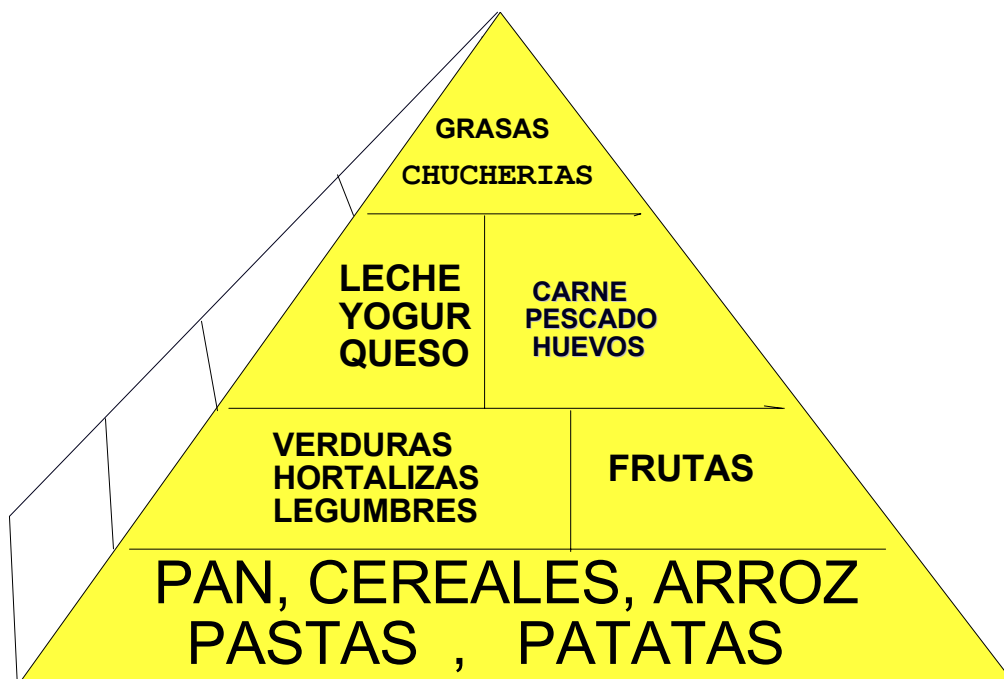 GRASAS
CHUCHERIAS
LECHE
YOGUR
QUESO
CARNE
PESCADO
HUEVOS
VERDURAS
HORTALIZAS
LEGUMBRES
FRUTAS
PAN, CEREALES, ARROZ
PASTAS , PATATAS